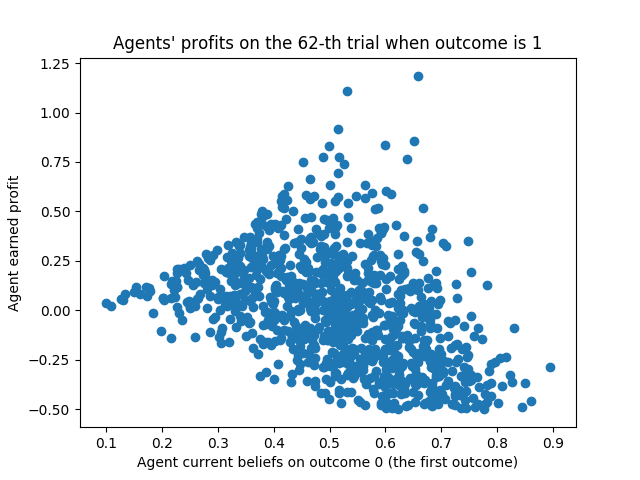 Agents' profits on the 62-th trial when outcome is 1
1.25
1.00
0.75
0.50
0.25
0.00
−0.25
−0.50
Agent earned profit
0.1 0.2 0.3 0.4 0.5 0.6 0.7 0.8 0.9
Agent current beliefs on outcome 0 (the first outcome)